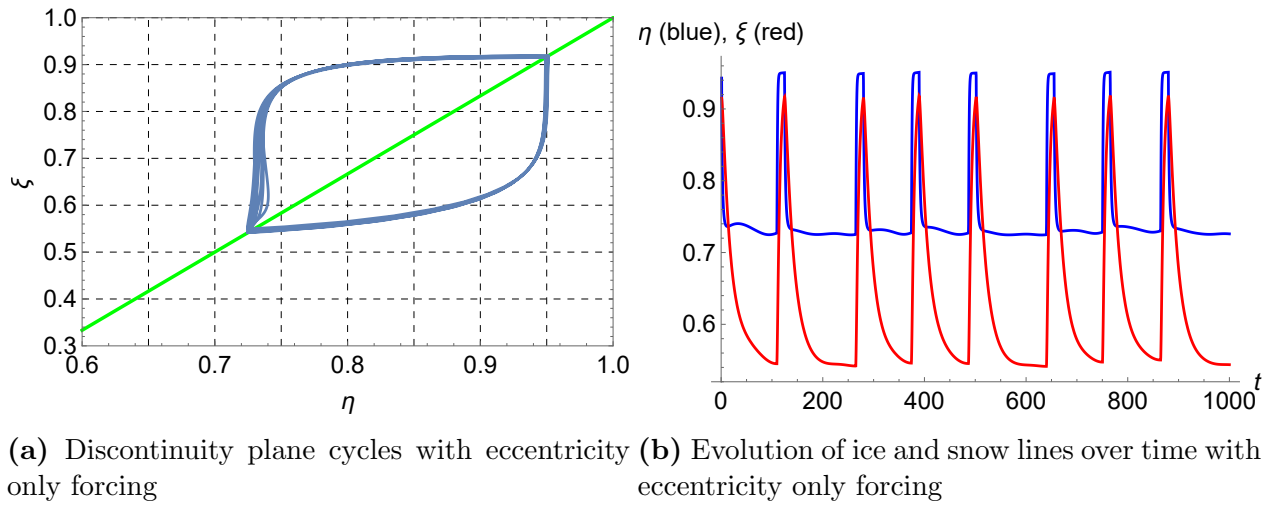 1.0
0.9
0.8
0.7
0.6
0.5
0.4
0.3
ξ
0.6
0.7
0.8
0.9
1.0
η
η (blue), ξ (red)
0.9
0.8
0.7
0.6
0
200
400
600
800
1000
t
(a) Discontinuity plane cycles with eccentricity
only forcing
(b) Evolution of ice and snow lines over time with
eccentricity only forcing